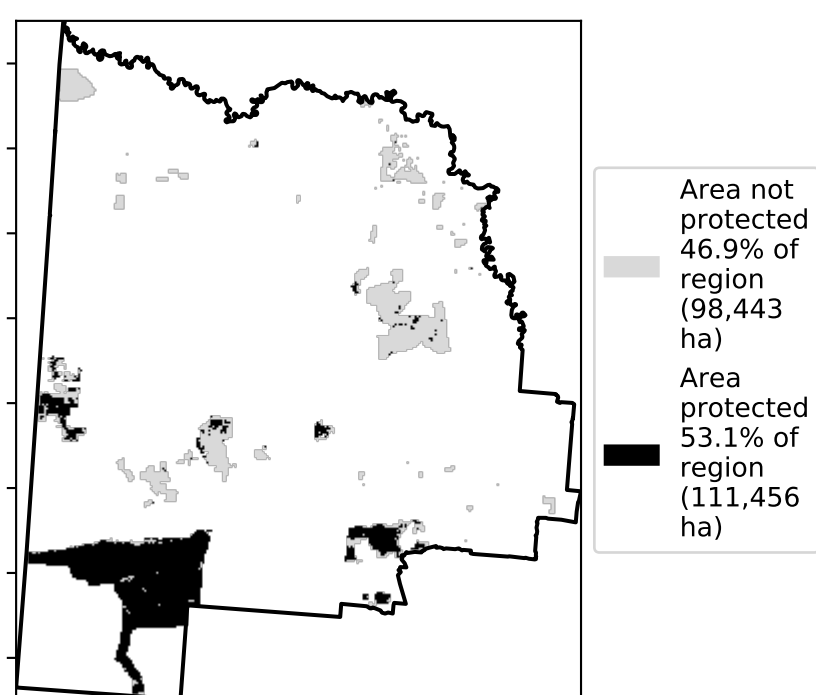 Area not
protected
46.9% of
region
(98,443
ha)
Area
protected
53.1% of
region
(111,456
ha)